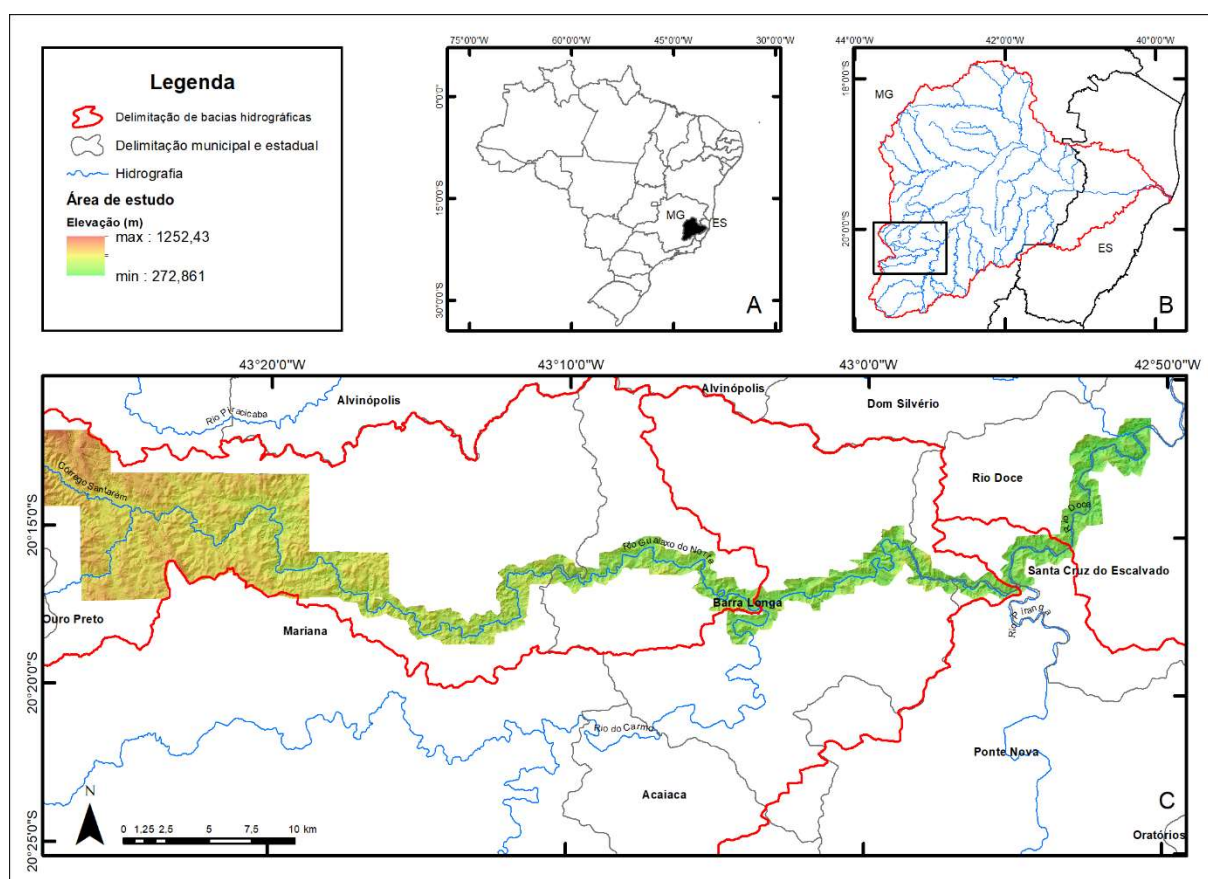 Legenda
Delimitação de bacias hidrográficas
Delimitação municipal e estadual
Hidrografia
Área de estudo
Elevação (m)
max : 1252,43
min : 272,861
75°0'0"W 60°0'0"W 45°0'0"W 30°0'0"W
0°0'0"
15°0'0"S
30°0'0"S
MG
ES
A
44°0'0"W 42°0'0"W 40°0'0"W
18°0'0"S
20°0'0"S
MG
ES
B
43°20'0"W 43°10'0"W 43°0'0"W 42°50'0"W
20°15'0"S
20°20'0"S
20°25'0"S
Alvinópolis
Alvinópolis
Dom Silvério
Rio Piracicaba
Córrego Santarém
Rio Doce
Rio Doce
Rio Gualaxo do Norte
Santa Cruz do Escalvado
Barra Longa
Ouro Preto
Mariana
Rio Piranga
Rio do Carmo
Ponte Nova
Acaiaca
Oratórios
C
N
0 1,25 2,5 5 7,5 10 km